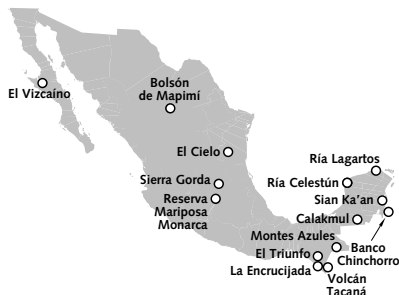 El Vizcaíno
Bolsón
de Mapimí
El Cielo
Sierra Gorda
Reserva
Mariposa
Monarca
Ría Lagartos
Ría Celestún
Sian Ka'an
Calakmul
Montes Azules
Banco
Chinchorro
El Triunfo
La Encrucijada
Volcán
Tacaná